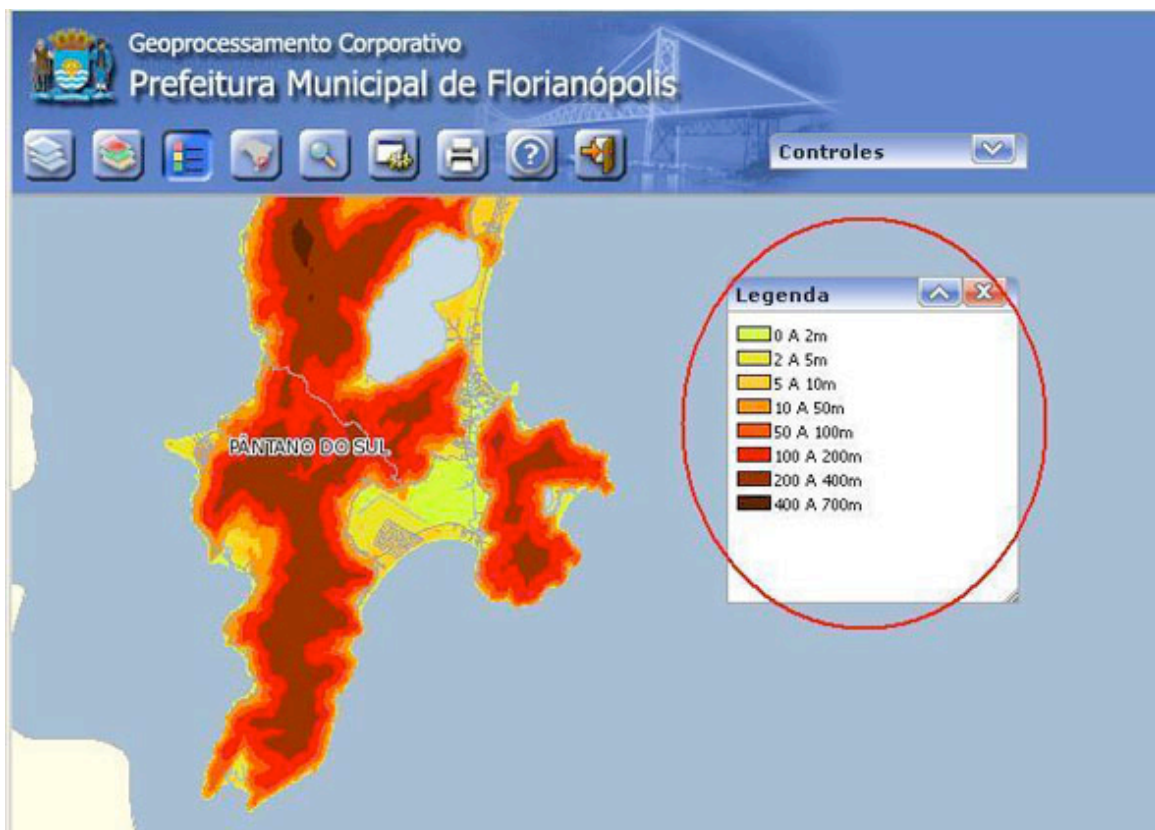 Geoprocessamento Corporativo
Prefeitura Municipal de Florianópolis
Controles
Legenda
0 A 2m
2 A 5m
5 A 10m
10 A 50m
50 A 100m
100 A 200m
200 A 400m
400 A 700m
PÂNTANO DO SUL